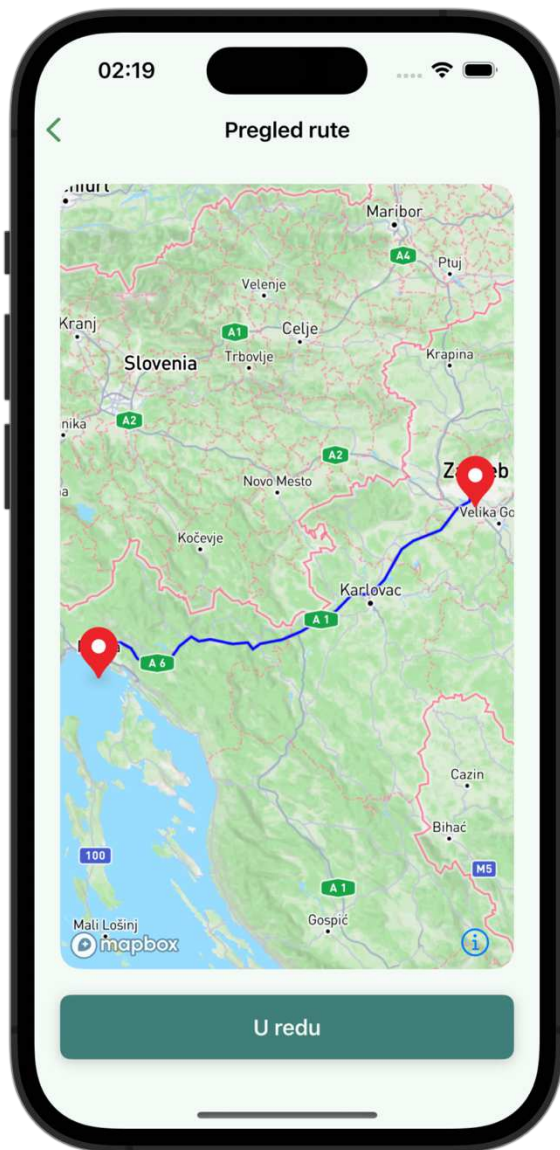 02:19
Pregled rute
Maribor
A4
Ptuj
Velenje
Kranj
A1
Celje
Slovenia
Trbovlje
Krapina
A2
A2
Novo Mesto
Velika Go
Kočevje
Karlovac
A 1
A 6
Cazin
Bihać
100
M5
A 1
Gospić
Mali Lošinj
mapbox
U redu